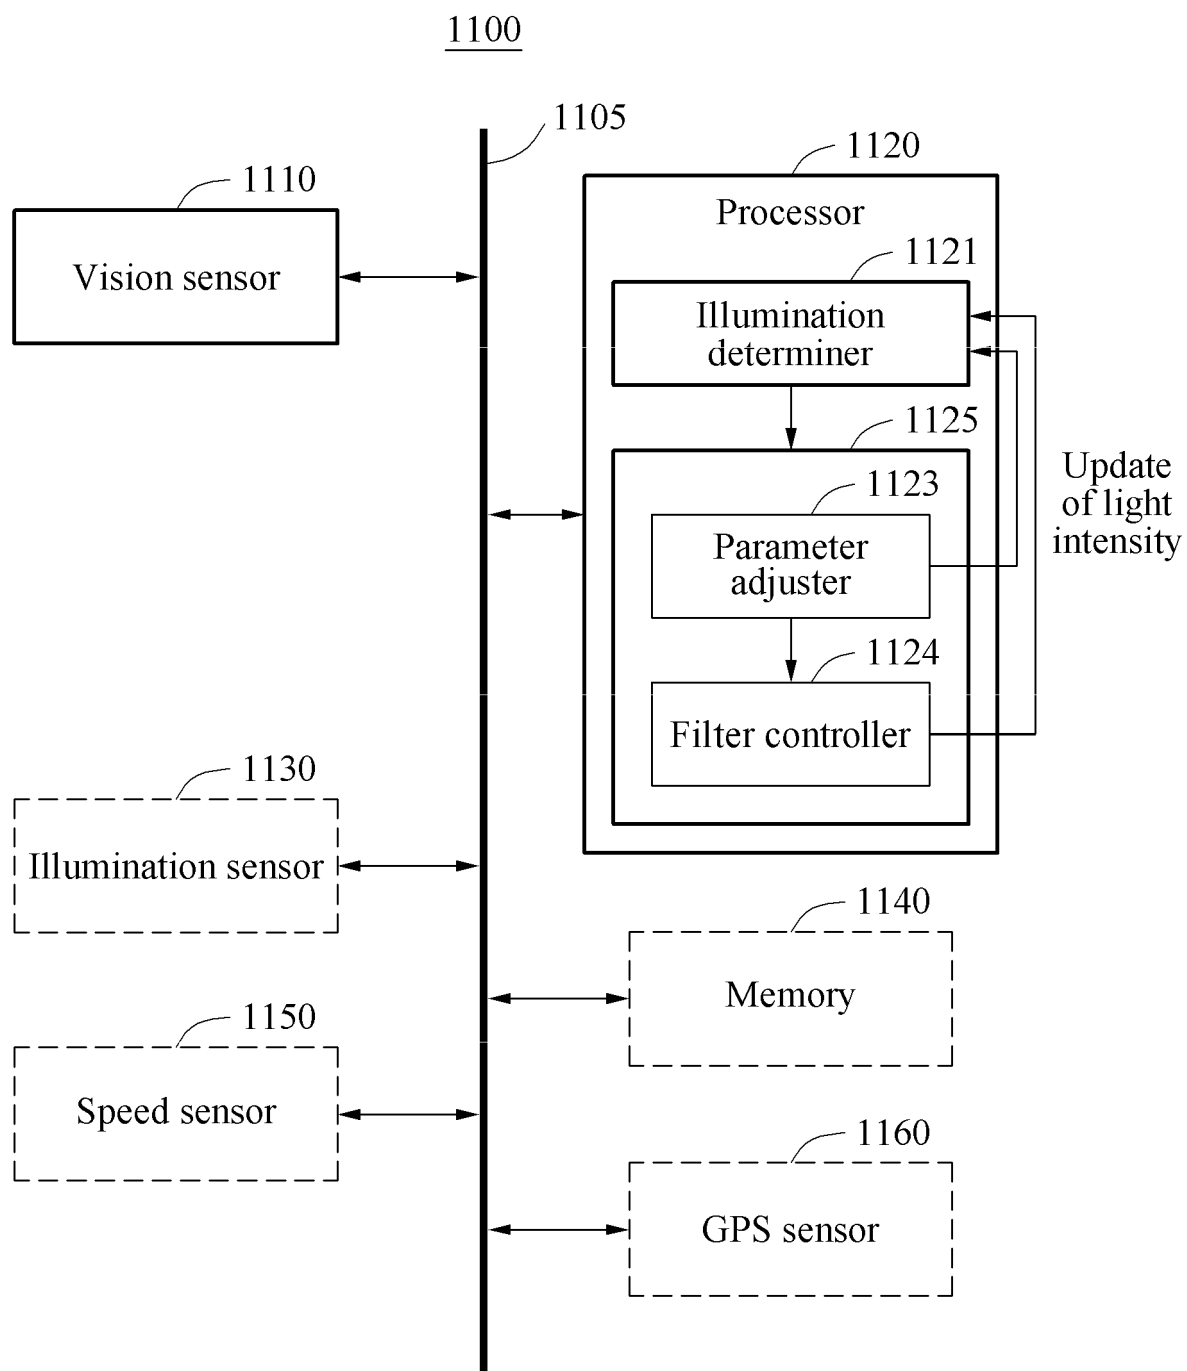 1100
1105
1110
Vision sensor
1120
Processor
1121
Illumination
determiner
1125
1123
Parameter
adjuster
1124
Filter controller
Update
of light
intensity
1130
Illumination sensor
1140
Memory
1150
Speed sensor
1160
GPS sensor